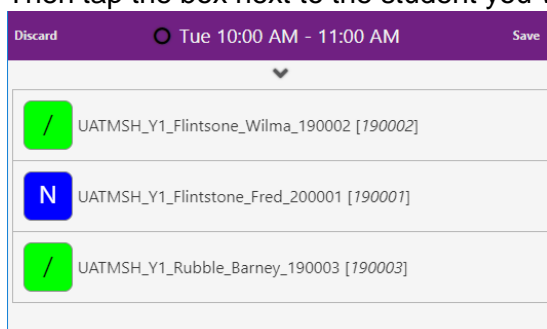 Then tap the box next to the student you
Discard Tue 10:00 AM - 11:00 AM Save
/ UATMSH_Y1_Flintsone_Wilma_190002 [190002]
N UATMSH_Y1_Flintstone_Fred_200001 [190001]
/ UATMSH_Y1_Rubble_Barney_190003 [190003]